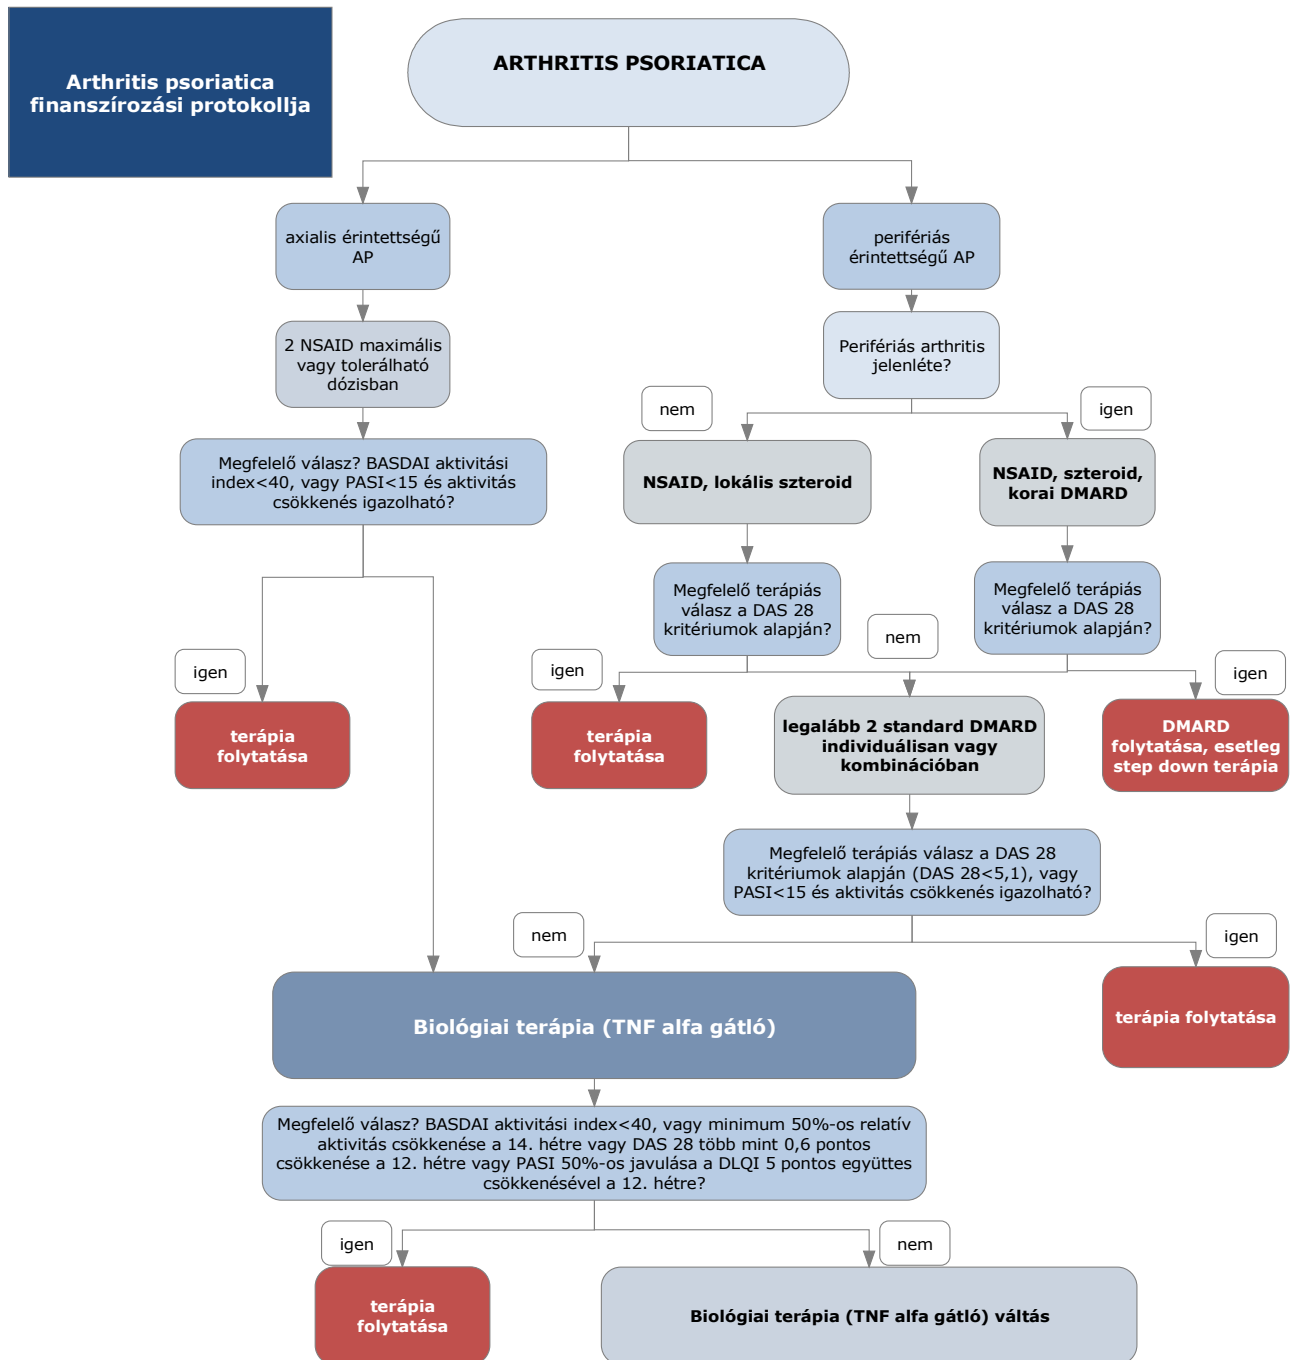 Arthritis psoriatica
finanszírozási protokollja
ARTHRITIS PSORIATICA
axialis érintettségű
AP
perifériás
érintettségű AP
2 NSAID maximális
vagy tolerálható
dózisban
Perifériás arthritis
jelenléte?
nem
igen
Megfelelő válasz? BASDAI aktivitási
index<40, vagy PASI<15 és aktivitás
csökkenés igazolható?
NSAID, lokális szteroid
NSAID, szteroid,
korai DMARD
Megfelelő terápiás
válasz a DAS 28
kritériumok alapján?
Megfelelő terápiás
válasz a DAS 28
kritériumok alapján?
nem
igen
igen
igen
terápia
folytatása
terápia
folytatása
legalább 2 standard DMARD
individuálisan vagy
kombinációban
DMARD
folytatása, esetleg
step down terápia
Megfelelő terápiás válasz a DAS 28
kritériumok alapján (DAS 28<5,1), vagy
PASI<15 és aktivitás csökkenés igazolható?
nem
igen
Biológiai terápia (TNF alfa gátló)
terápia folytatása
Megfelelő válasz? BASDAI aktivitási index<40, vagy minimum 50%-os relatív
aktivitás csökkenése a 14. hétre vagy DAS 28 több mint 0,6 pontos
csökkenése a 12. hétre vagy PASI 50%-os javulása a DLQI 5 pontos együttes
csökkenésével a 12. hétre?
igen
nem
terápia
folytatása
Biológiai terápia (TNF alfa gátló) váltás